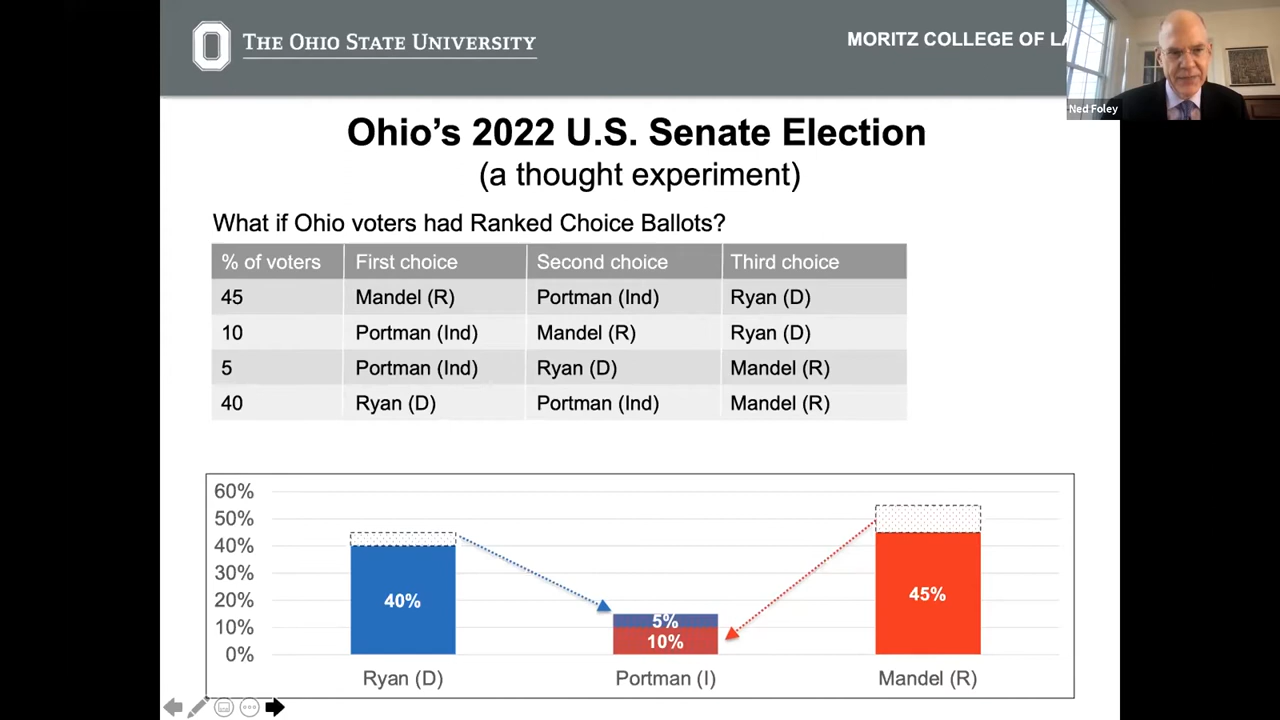 THE OHIO STATE UNIVERSITY
MORITZ COLLEGE OF LA
Ned Foley
Ohio's 2022 U.S. Senate Election
(a thought experiment)
What if Ohio voters had Ranked Choice Ballots?
% of voters First choice Second choice Third choice
45 Mandel (R) Portman (Ind) Ryan (D)
10 Portman (Ind) Mandel (R) Ryan (D)
5 Portman (Ind) Ryan (D) Mandel (R)
40 Ryan (D) Portman (Ind) Mandel (R)
60%
50%
40%
30%
20%
10%
0%
40%
5%
10%
45%
Ryan (D) Portman (I) Mandel (R)